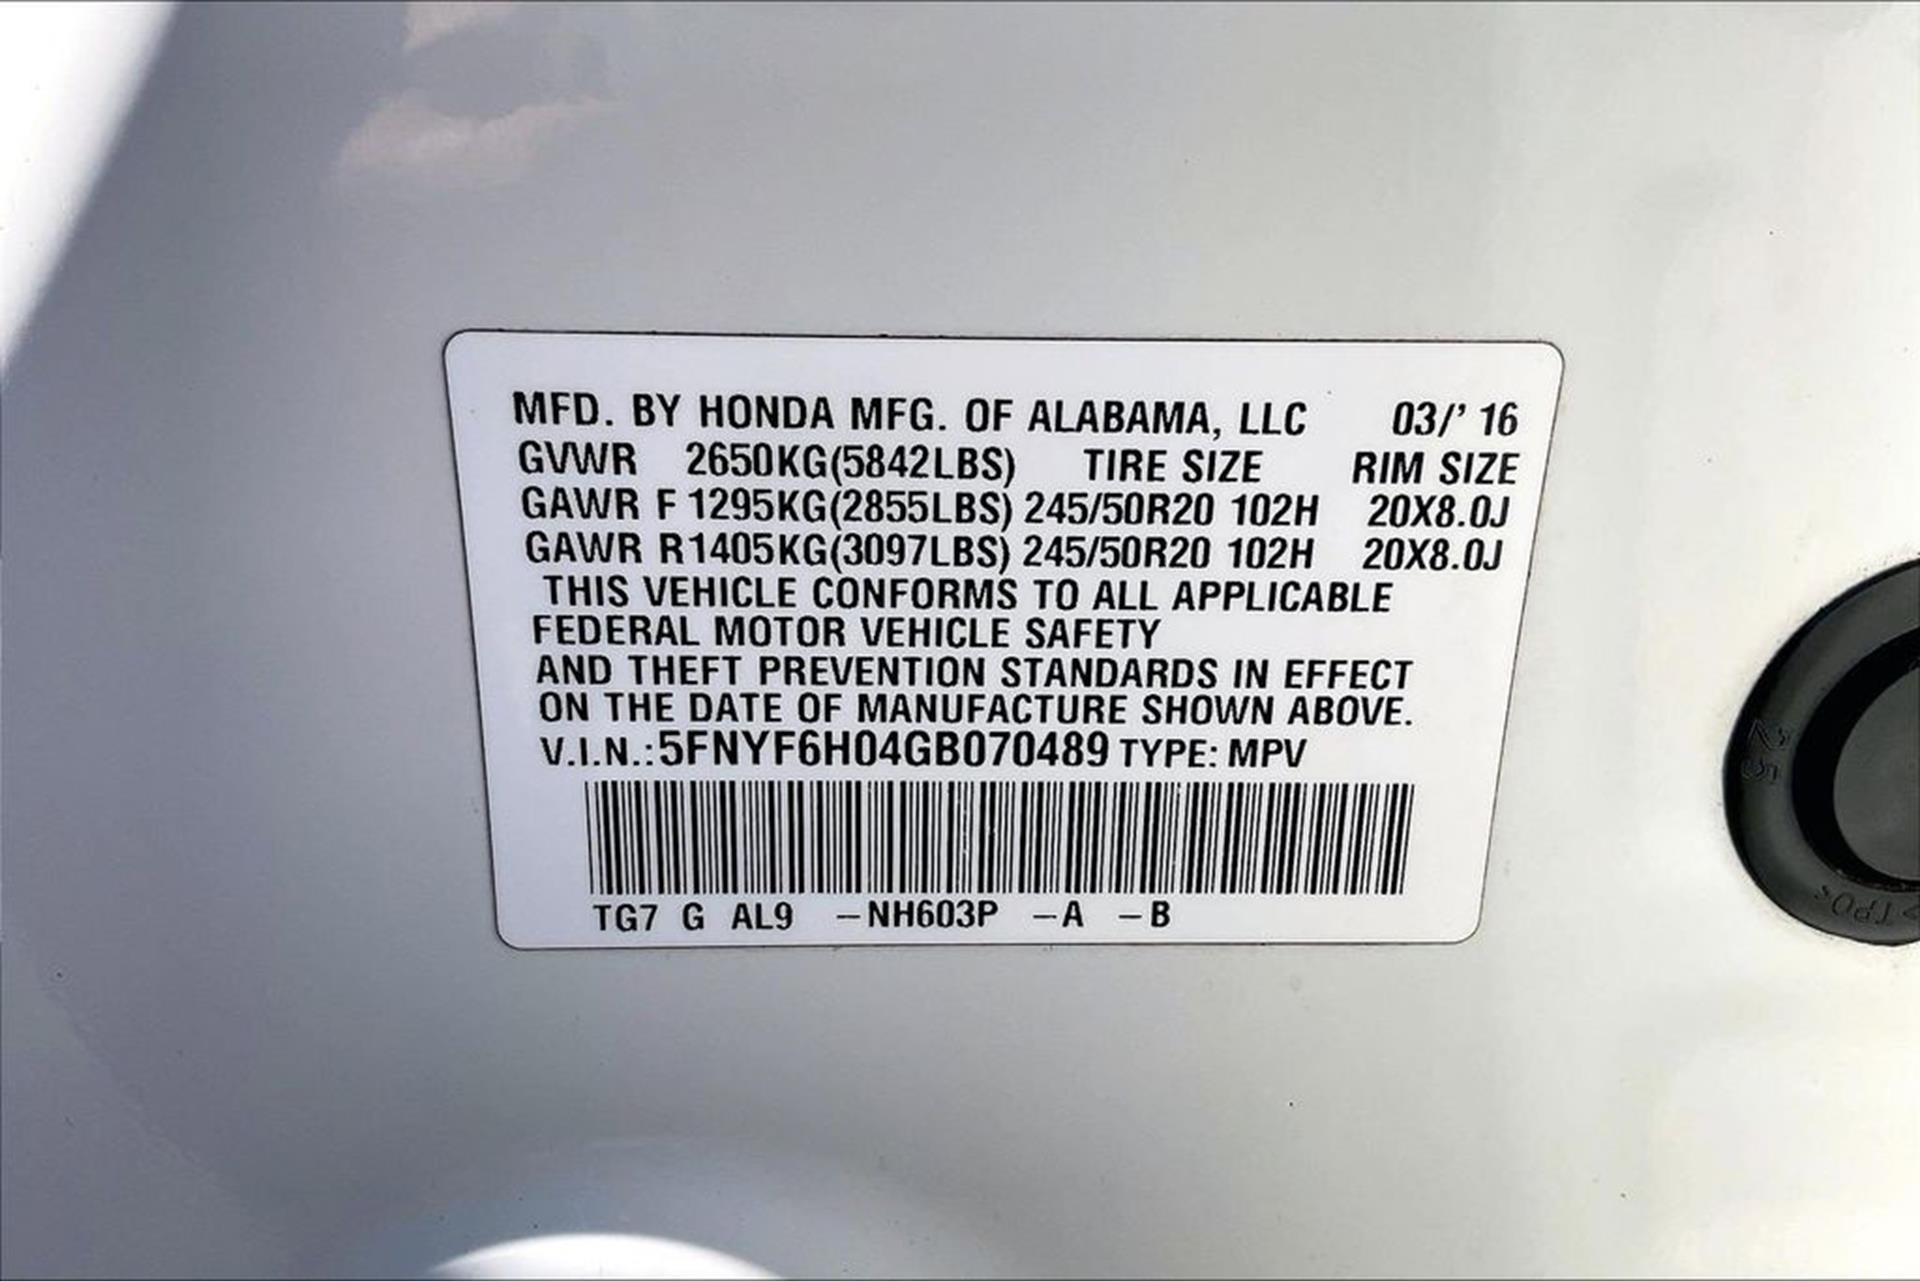 MFD. BY HONDA MFG. OF ALABAMA, LLC 03/' 16
GVWR 2650KG(5842LBS) TIRE SIZE RIM SIZE
GAWR F 1295KG(2855LBS) 245/50R20 102H 20X8.0J
GAWR R1405KG(3097LBS) 245/50R20 102H 20X8.0J
THIS VEHICLE CONFORMS TO ALL APPLICABLE
FEDERAL MOTOR VEHICLE SAFETY
AND THEFT PREVENTION STANDARDS IN EFFECT
ON THE DATE OF MANUFACTURE SHOWN ABOVE.
V.I.N.:5FNYF6H04GB070489 TYPE: MPV
TG7 G AL9 -NH603P -A -B
25